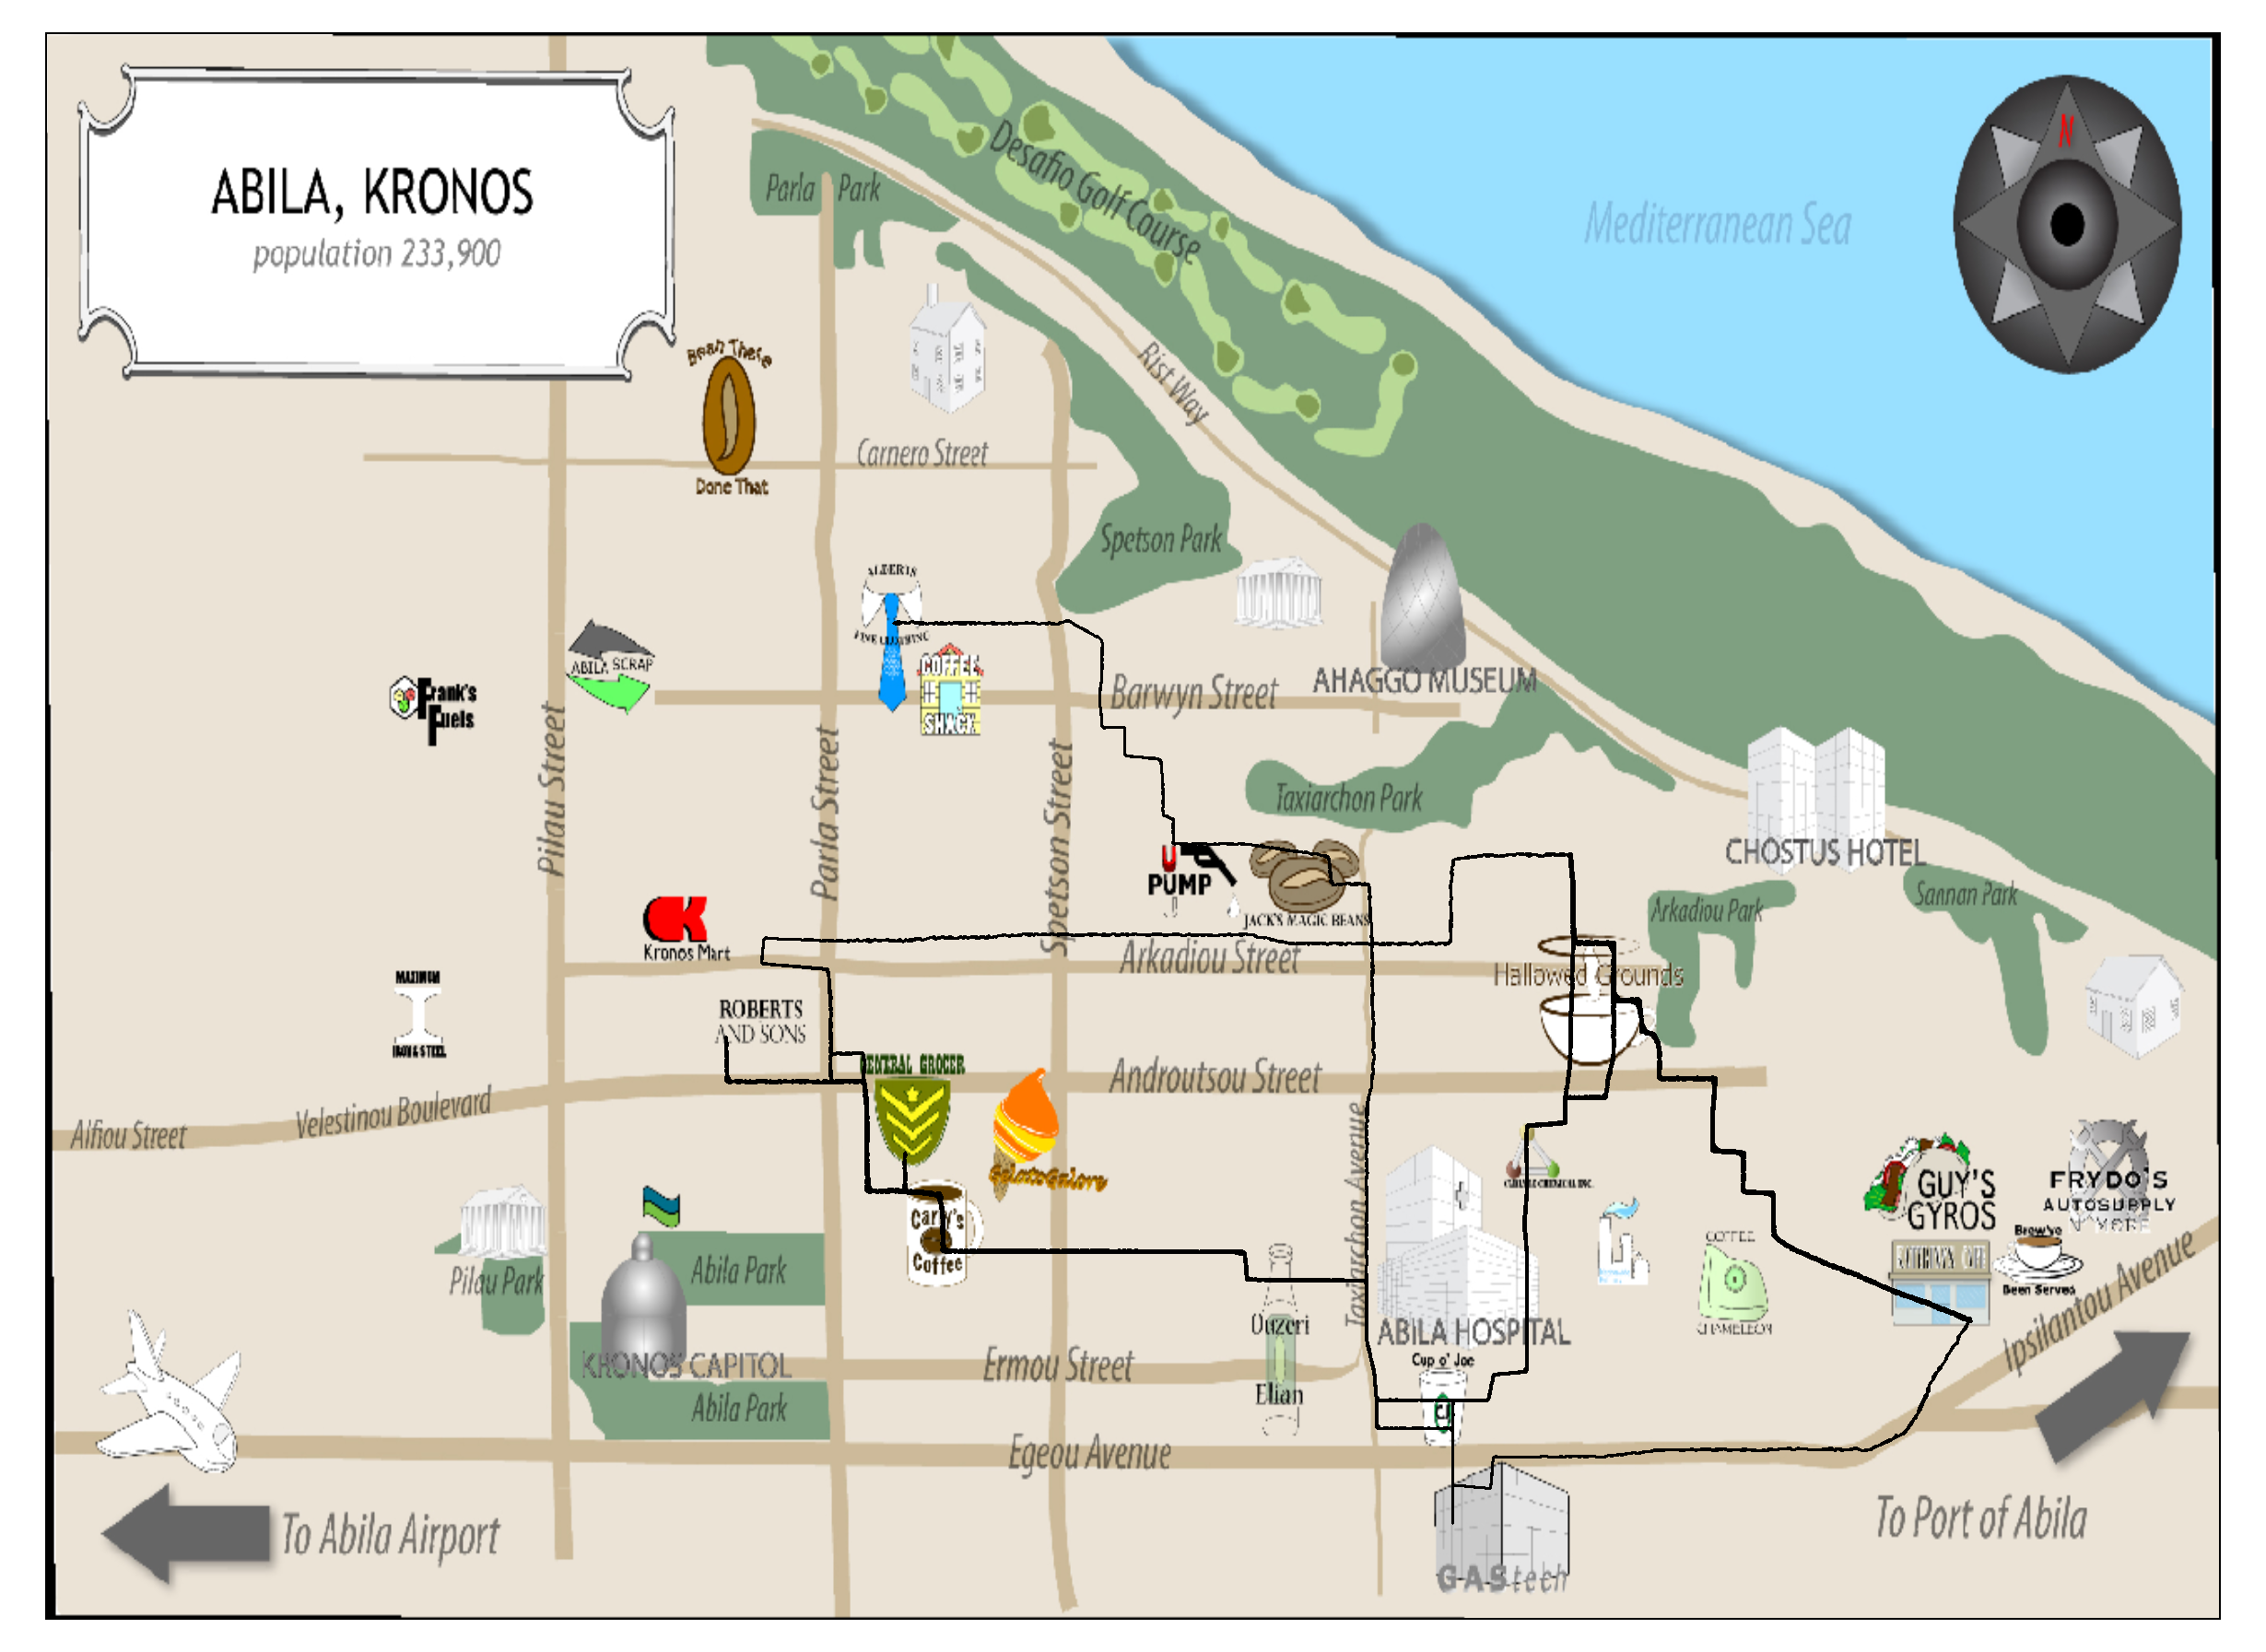 ABILA, KRONOS
population 233,900
N
Mediterranean Sea
Desafio Golf Course
Parla Park
Rist Way
Bean There
Done That
Carnero Street
Spetson Park
ALBERTS
FINE CLOTHING
ABILA SCRAP
Frank's
Fuels
COFFEE
SHACK
Barwyn Street
AHAGGO MUSEUM
Pilau Street
Parla Street
Spetson Street
Taxiarchon Park
CHOSTUS HOTEL
U
PUMP
JACK'S MAGIC BEANS
Arkadiou Park
Sannan Park
Kronos Mart
Arkadiou Street
Hallowed Grounds
MAXIMUM
IRON & STEEL
ROBERTS
AND SONS
GENERAL GROCER
Androutsou Street
Velestinou Boulevard
Alfiou Street
Gelato Galore
Taxiarchon Avenue
GUY'S
GYROS
FRYDO'S
AUTOSUPPLY
N' MORE
Carly's
Coffee
Brew've
Been Served
COFFEE
CHAMELEON
Pilau Park
Abila Park
Ouzeri
Elian
ABILA HOSPITAL
Ipsilantou Avenue
KRONOS CAPITOL
Ermou Street
Cup o' Joe
CJ
Abila Park
Egeou Avenue
To Abila Airport
To Port of Abila
GAStech